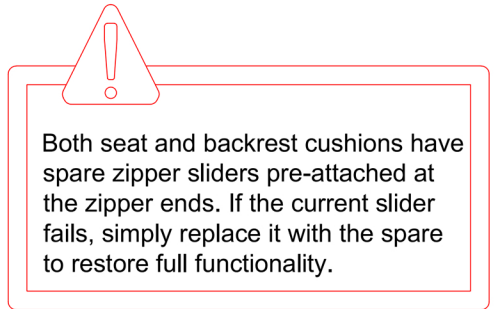 Both seat and backrest cushions have
spare zipper sliders pre-attached at
the zipper ends. If the current slider
fails, simply replace it with the spare
to restore full functionality.